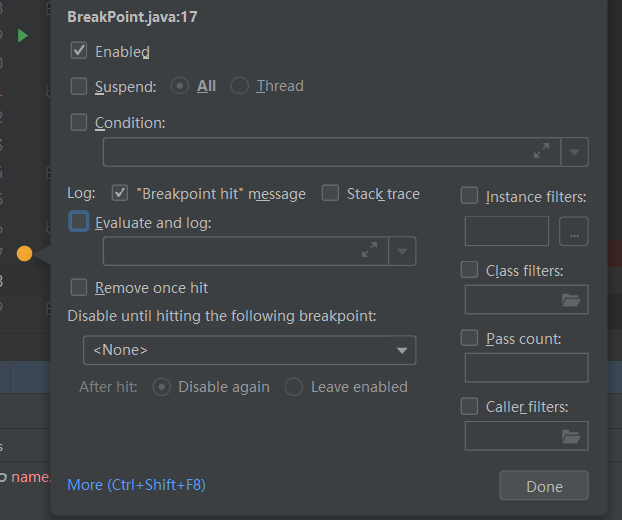 BreakPoint.java:17
Enabled
Suspend: All Thread
Condition:
Log: "Breakpoint hit" message Stack trace
Instance filters:
Evaluate and log:
...
Class filters:
Remove once hit
Disable until hitting the following breakpoint:
Pass count:
<None>
After hit: Disable again Leave enabled
Caller filters:
name.
More (Ctrl+Shift+F8)
Done